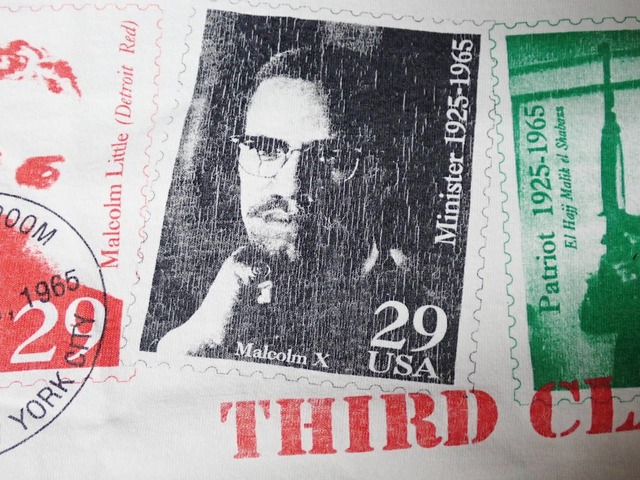 Malcolm Little (Detroit Red)
29
1965
YORK CITY
Minister 1925-1965
Malcolm X
29
USA
Patriot 1925-1965
El Hajj Malik el Shabazz
THIRD CL